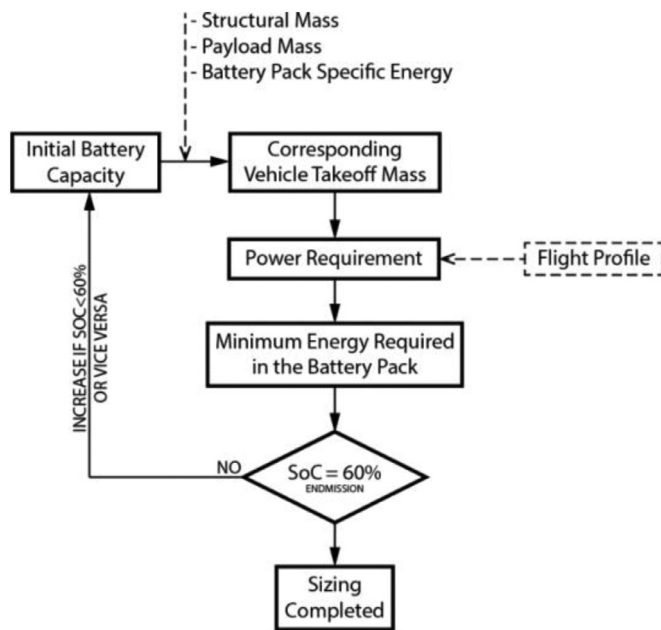 - Structural Mass
- Payload Mass
- Battery Pack Specific Energy
Initial Battery
Capacity
Corresponding
Vehicle Takeoff Mass
Power Requirement
Flight Profile
Minimum Energy Required
in the Battery Pack
INCREASE IF SOC<60%
OR VICE VERSA
NO
SoC = 60%
ENDMISSION
Sizing
Completed